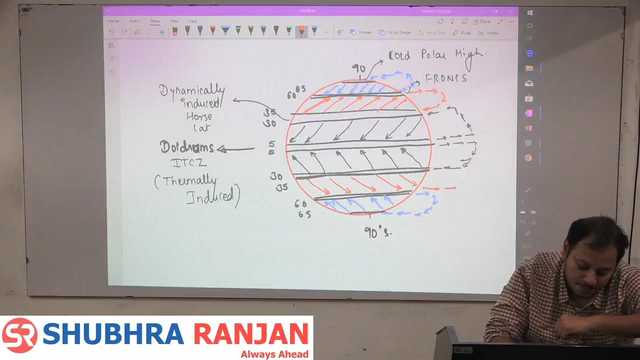 90
Cold Polar High
FRONTS
65
60
Dynamically
induced/
Horse
Lat
35
30
5
5
Doldrums
ITCZ
(Thermally
Induced)
30
35
60
65
90°S.
SR SHUBHRA RANJAN
Always Ahead